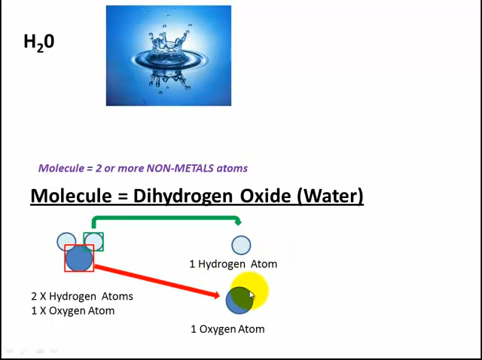 H₂0
Molecule = 2 or more NON-METALS atoms
Molecule = Dihydrogen Oxide (Water)
1 Hydrogen Atom
2 X Hydrogen Atoms
1 X Oxygen Atom
1 Oxygen Atom